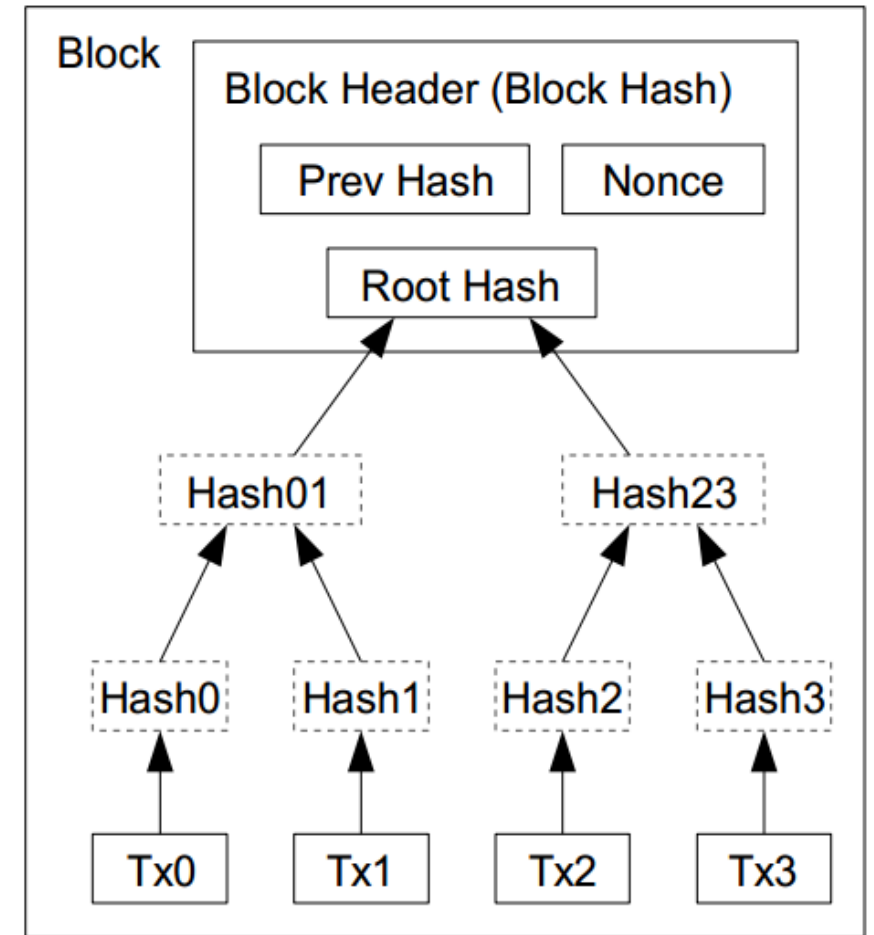 Block
Block Header (Block Hash)
Prev Hash Nonce
Root Hash
Hash01 Hash23
Hash0 Hash1 Hash2 Hash3
Tx0 Tx1 Tx2 Tx3